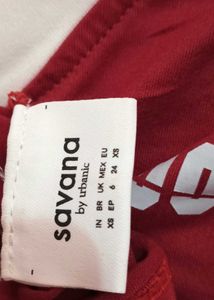 savana
by urbanic
IN BR UK MEX EU
XS EP 6 24 XS